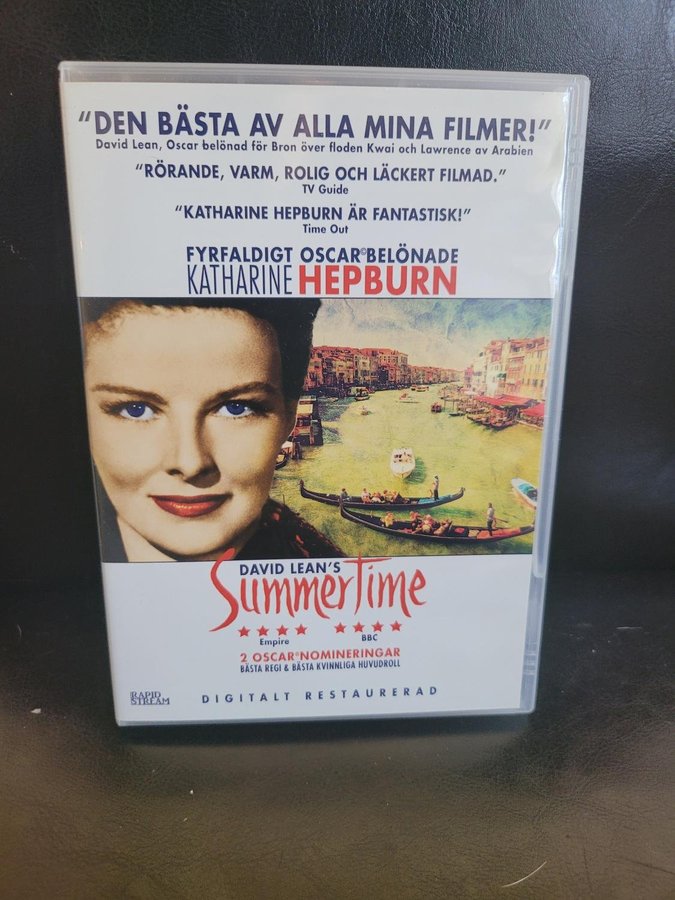 "DEN BÄSTA AV ALLA MINA FILMER!"
David Lean, Oscar belönad för Bron över floden Kwai och Lawrence av Arabien
"RÖRANDE, VARM, ROLIG OCH LÄCKERT FILMAD."
TV Guide
"KATHARINE HEPBURN ÄR FANTASTISK!"
Time Out
FYRFALDIGT OSCAR©BELÖNADE
KATHARINE HEPBURN
DAVID LEAN'S
SummerTime
★★★★ ★★★★
Empire BBC
2 OSCAR©NOMINERINGAR
BÄSTA REGI & BÄSTA KVINNLIGA HUVUDROLL
RAPID
STREAM
DIGITALT RESTAURERAD